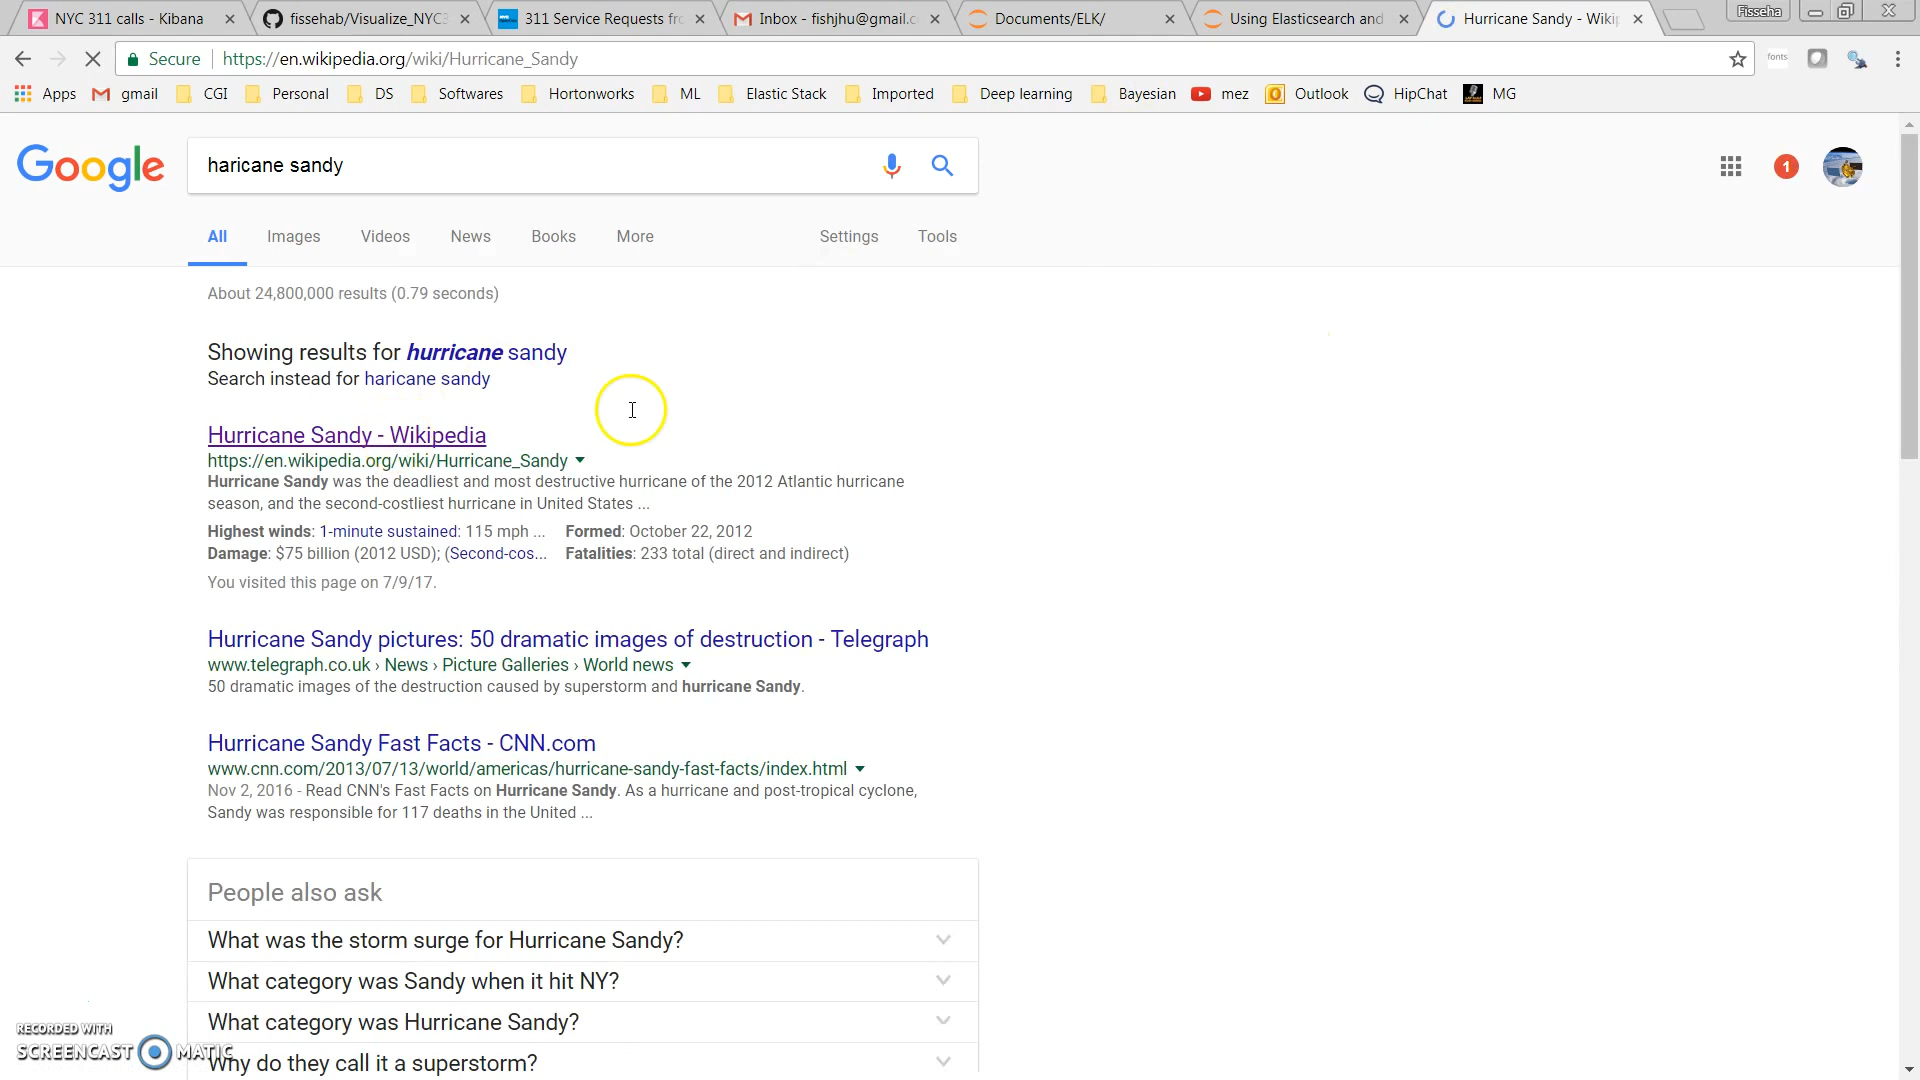 NYC 311 calls - Kibana
fissehab/Visualize_NYC3
311 Service Requests fro
Inbox - fishjhu@gmail.c
Documents/ELK/
Using Elasticsearch and
Hurricane Sandy - Wikip
Fisseha
Secure https://en.wikipedia.org/wiki/Hurricane_Sandy
fonts
Apps gmail CGI Personal DS Softwares Hortonworks ML Elastic Stack Imported Deep learning Bayesian mez Outlook HipChat MG
Google
haricane sandy
1
All Images Videos News Books More Settings Tools
About 24,800,000 results (0.79 seconds)
Showing results for hurricane sandy
Search instead for haricane sandy
Hurricane Sandy - Wikipedia
https://en.wikipedia.org/wiki/Hurricane_Sandy
Hurricane Sandy was the deadliest and most destructive hurricane of the 2012 Atlantic hurricane
season, and the second-costliest hurricane in United States ...
Highest winds: 1-minute sustained: 115 mph ... Formed: October 22, 2012
Damage: $75 billion (2012 USD); (Second-cos... Fatalities: 233 total (direct and indirect)
You visited this page on 7/9/17.
Hurricane Sandy pictures: 50 dramatic images of destruction - Telegraph
www.telegraph.co.uk › News › Picture Galleries › World news
50 dramatic images of the destruction caused by superstorm and hurricane Sandy.
Hurricane Sandy Fast Facts - CNN.com
www.cnn.com/2013/07/13/world/americas/hurricane-sandy-fast-facts/index.html
Nov 2, 2016 - Read CNN's Fast Facts on Hurricane Sandy. As a hurricane and post-tropical cyclone,
Sandy was responsible for 117 deaths in the United ...
People also ask
What was the storm surge for Hurricane Sandy?
What category was Sandy when it hit NY?
What category was Hurricane Sandy?
Why do they call it a superstorm?
RECORDED WITH
SCREENCAST MATIC